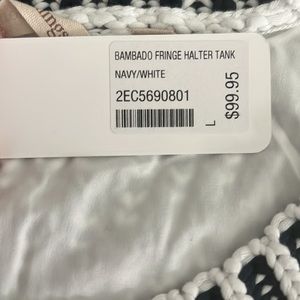 BAMBADO FRINGE HALTER TANK
NAVY/WHITE
2EC5690801
L
$99.95